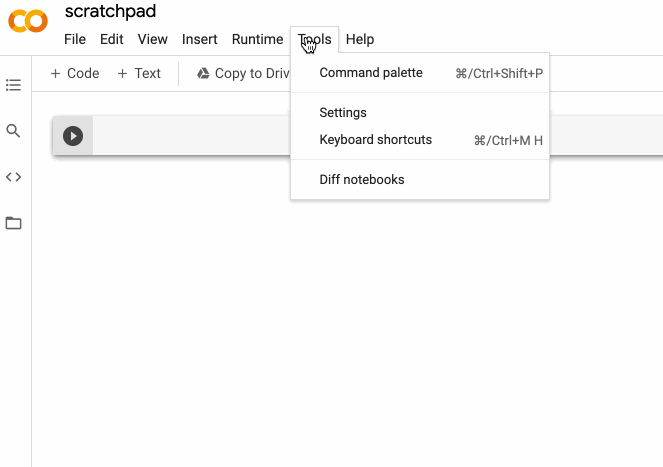 scratchpad
File Edit View Insert Runtime Tools Help
+ Code + Text Copy to Driv
Command palette ⌘/Ctrl+Shift+P
Settings
Keyboard shortcuts ⌘/Ctrl+M H
Diff notebooks